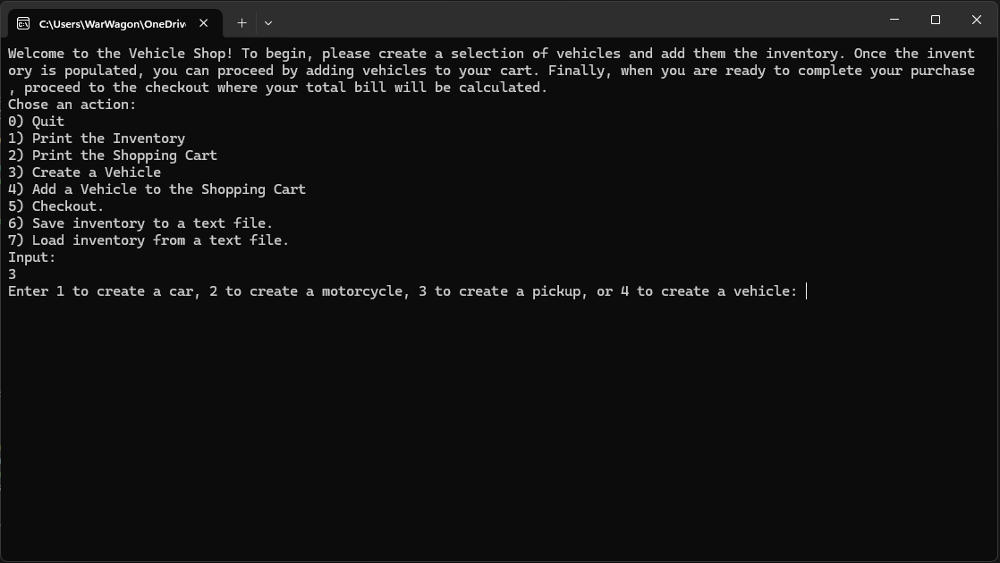 C:\Users\WarWagon\OneDriv
Welcome to the Vehicle Shop! To begin, please create a selection of vehicles and add them the inventory. Once the invent
ory is populated, you can proceed by adding vehicles to your cart. Finally, when you are ready to complete your purchase
, proceed to the checkout where your total bill will be calculated.
Chose an action:
0) Quit
1) Print the Inventory
2) Print the Shopping Cart
3) Create a Vehicle
4) Add a Vehicle to the Shopping Cart
5) Checkout.
6) Save inventory to a text file.
7) Load inventory from a text file.
Input:
3
Enter 1 to create a car, 2 to create a motorcycle, 3 to create a pickup, or 4 to create a vehicle: